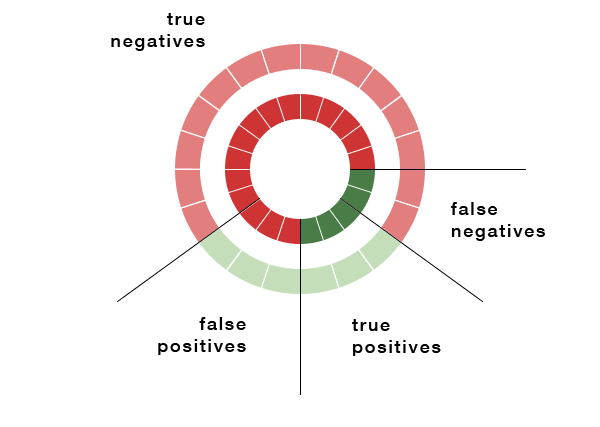 true
negatives
false
negatives
false
positives
true
positives